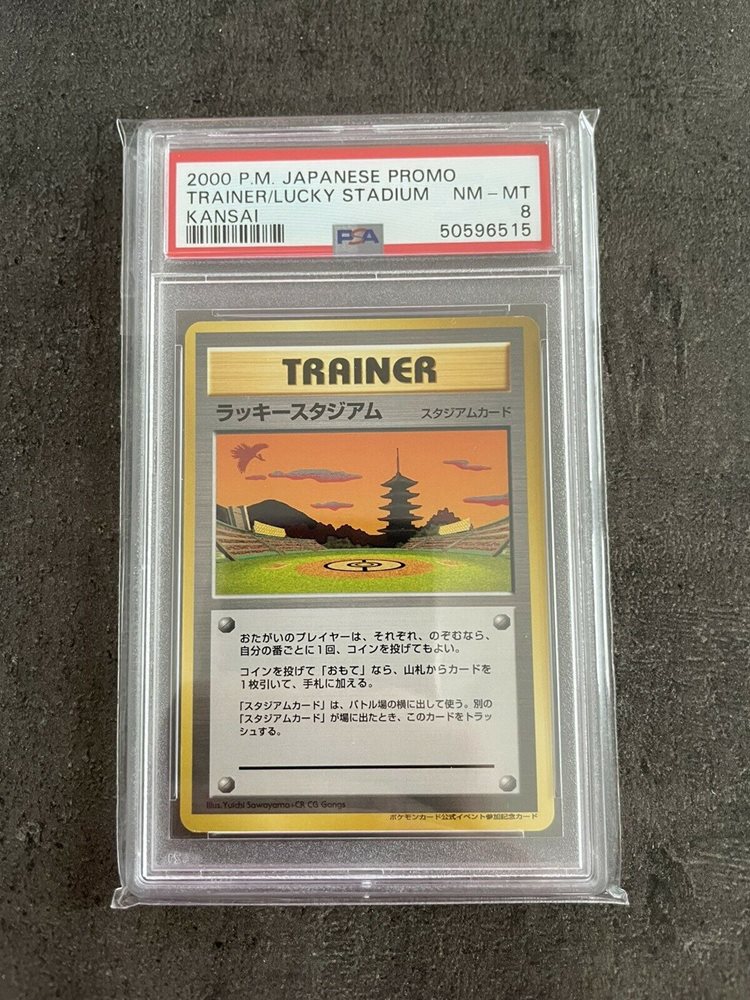 2000 P.M. JAPANESE PROMO
TRAINER/LUCKY STADIUM NM - MT
KANSAI 8
PSA 50596515
TRAINER
ラッキースタジアム スタジアムカード
おたがいのプレイヤーは、それぞれ、のぞむなら、
自分の番ごとに1回、コインを投げてもよい。
コインを投げて「おもて」なら、山札からカードを
1枚引いて、手札に加える。
「スタジアムカード」は、バトル場の横に出して使う。別の
「スタジアムカード」が場に出たとき、このカードをトラッ
シュする。
Illus. Yuichi Sawayama・CR CG Gangs
ポケモンカード公式イベント参加記念カード